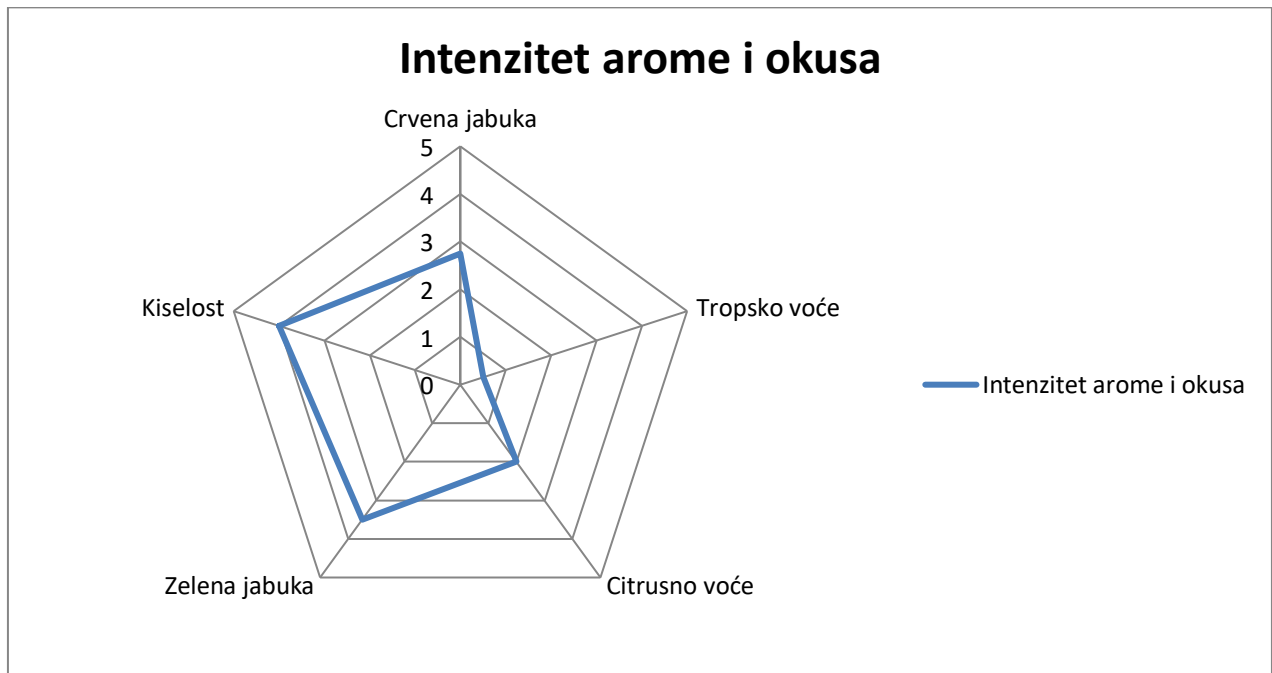 Intenzitet arome i okusa
Crvena jabuka
5
4
3
2
1
0
Tropsko voće
Kiselost
Intenzitet arome i okusa
Zelena jabuka
Citrusno voće